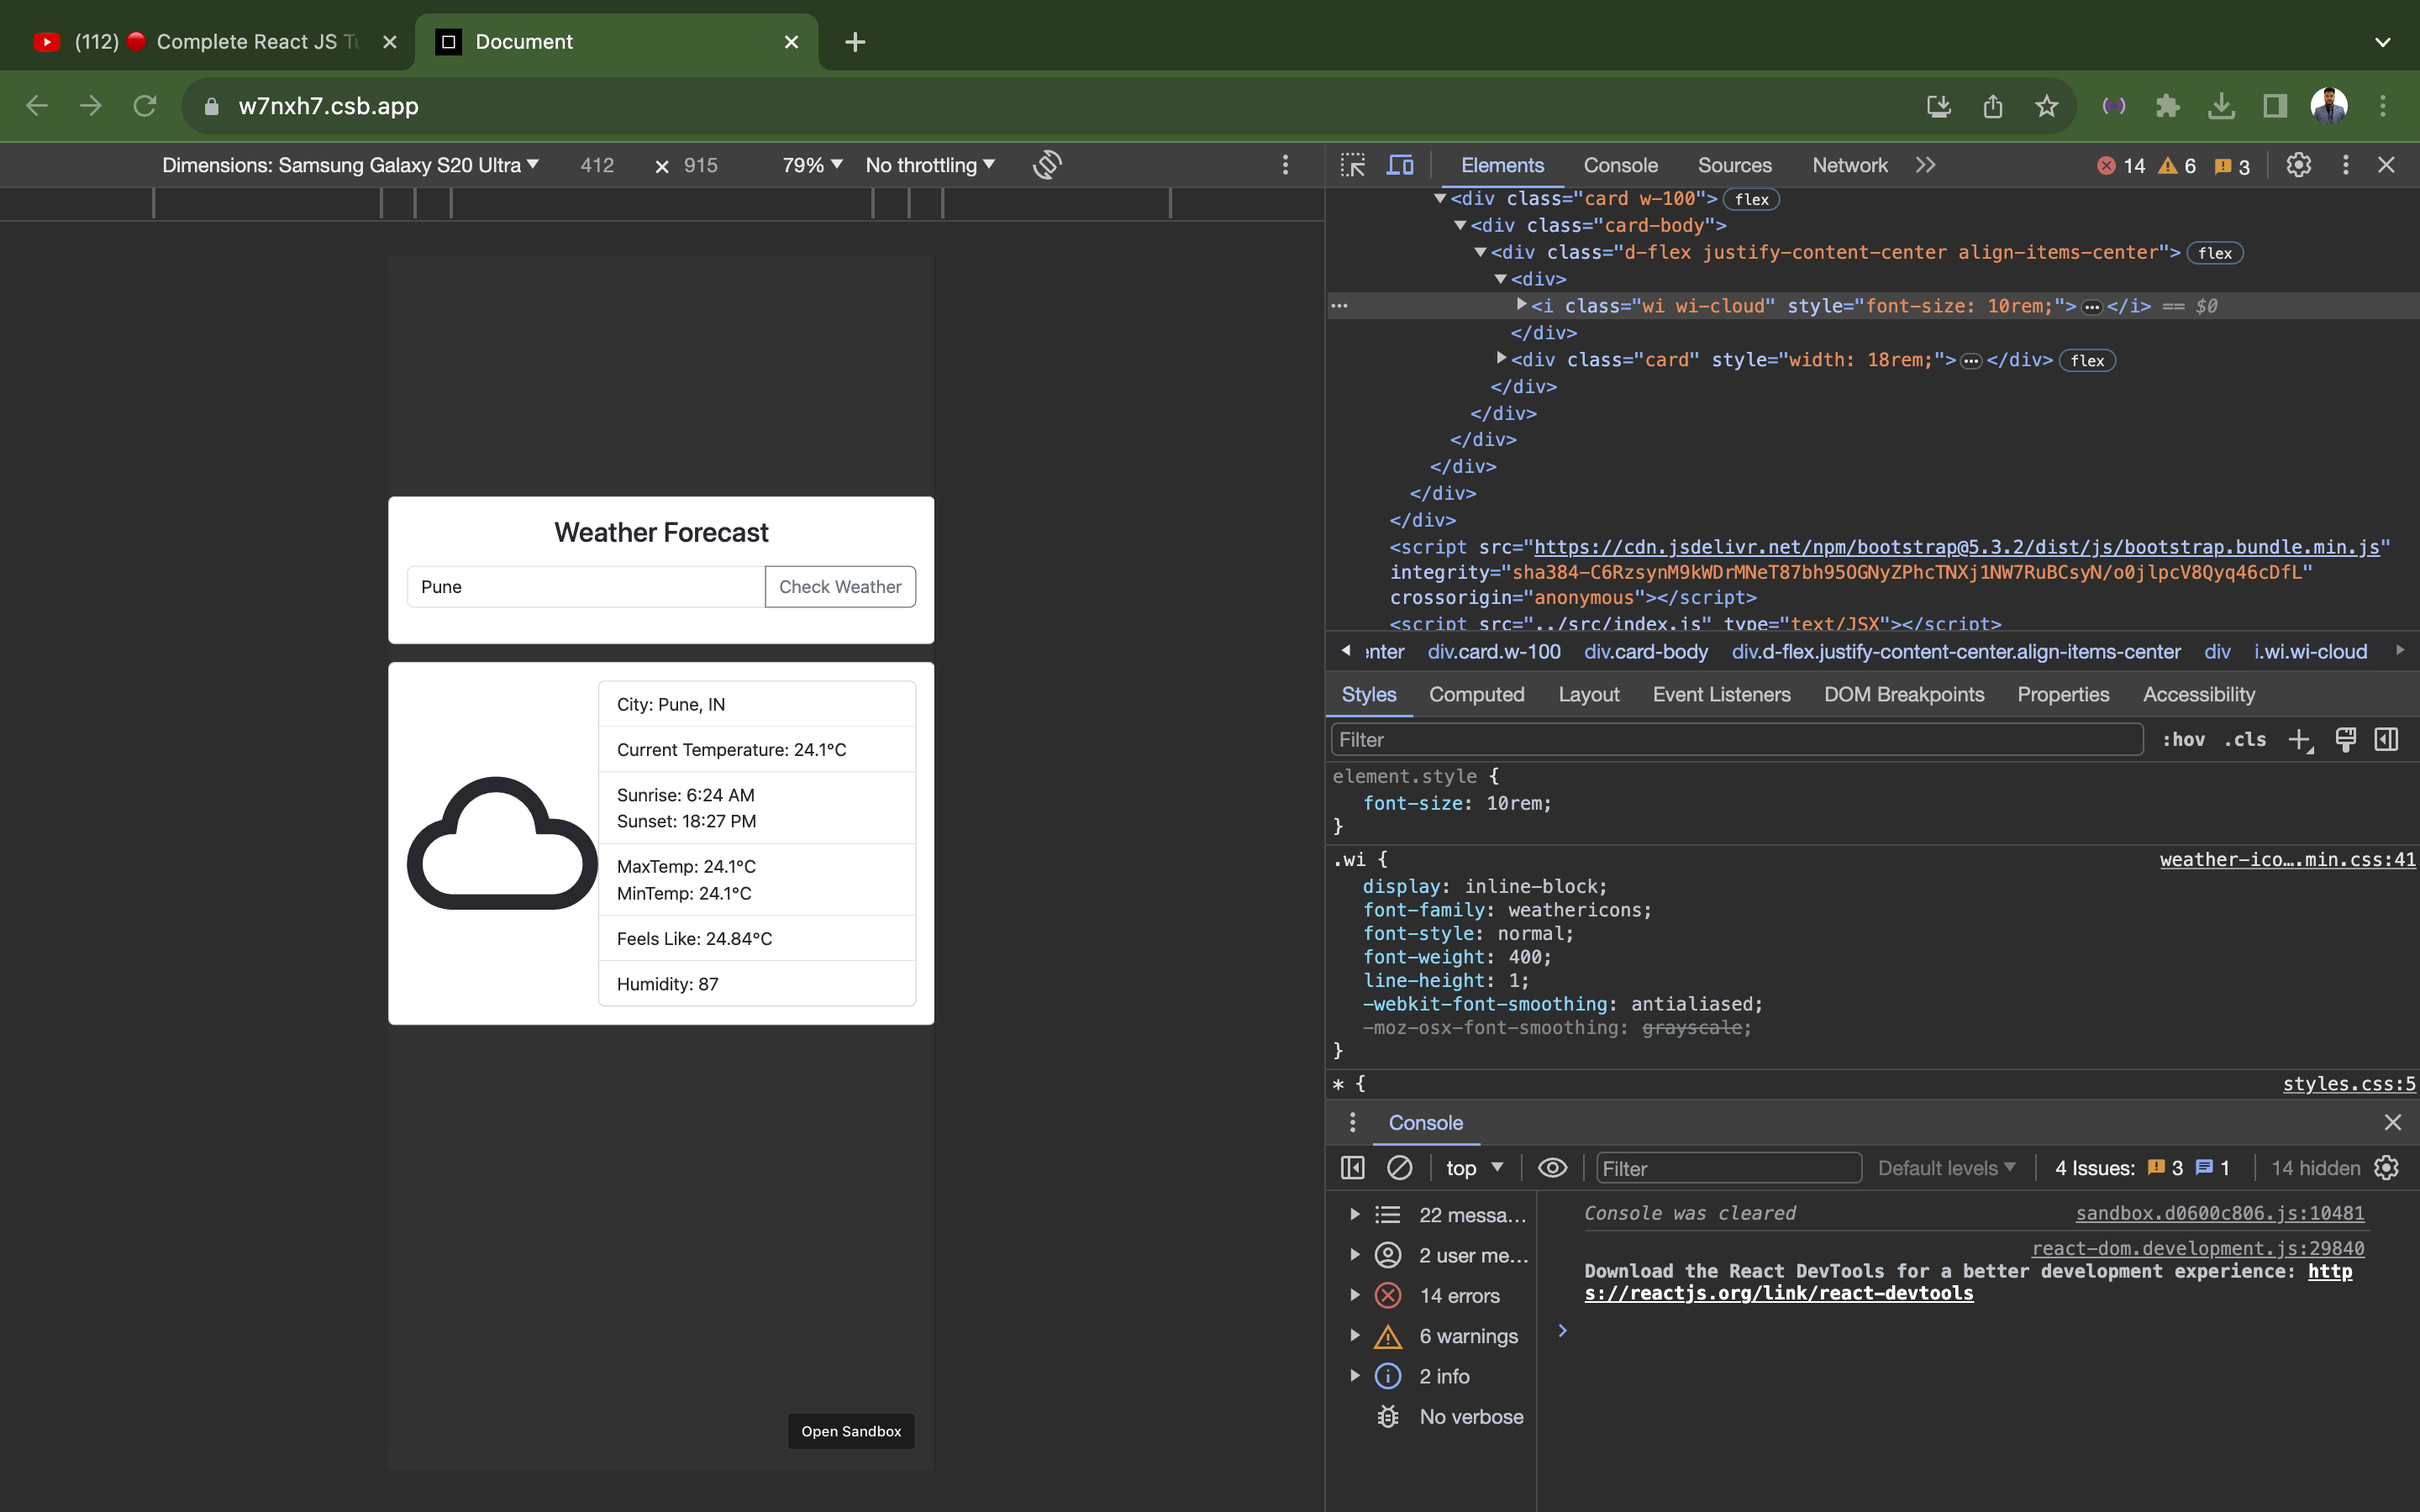 (112) 🔴 Complete React JS Tu
Document
w7nxh7.csb.app
Dimensions: Samsung Galaxy S20 Ultra 412 × 915 79% No throttling
Weather Forecast
Pune Check Weather
City: Pune, IN
Current Temperature: 24.1°C
Sunrise: 6:24 AM
Sunset: 18:27 PM
MaxTemp: 24.1°C
MinTemp: 24.1°C
Feels Like: 24.84°C
Humidity: 87
Open Sandbox
Elements Console Sources Network 14 6 3
<div class="card w-100"> flex
<div class="card-body">
<div class="d-flex justify-content-center align-items-center"> flex
<div>
<i class="wi wi-cloud" style="font-size: 10rem;">…</i> == $0
</div>
<div class="card" style="width: 18rem;">…</div> flex
</div>
</div>
</div>
</div>
</div>
</div>
<script src="https://cdn.jsdelivr.net/npm/bootstrap@5.3.2/dist/js/bootstrap.bundle.min.js"
integrity="sha384-C6RzsynM9kWDrMNeT87bh95OGNyZPhcTNXj1NW7RuBCsyN/o0jlpcV8Qyq46cDfL"
crossorigin="anonymous"></script>
<script src="../src/index.js" type="text/JSX"></script>
enter div.card.w-100 div.card-body div.d-flex.justify-content-center.align-items-center div i.wi.wi-cloud
Styles Computed Layout Event Listeners DOM Breakpoints Properties Accessibility
Filter :hov .cls
element.style {
font-size: 10rem;
}
.wi { weather-ico….min.css:41
display: inline-block;
font-family: weathericons;
font-style: normal;
font-weight: 400;
line-height: 1;
-webkit-font-smoothing: antialiased;
-moz-osx-font-smoothing: grayscale;
}
* { styles.css:5
Console
top Filter Default levels 4 Issues: 3 1 14 hidden
22 messa…
2 user me…
14 errors
6 warnings
2 info
No verbose
Console was cleared sandbox.d0600c806.js:10481
react-dom.development.js:29840
Download the React DevTools for a better development experience: http
s://reactjs.org/link/react-devtools